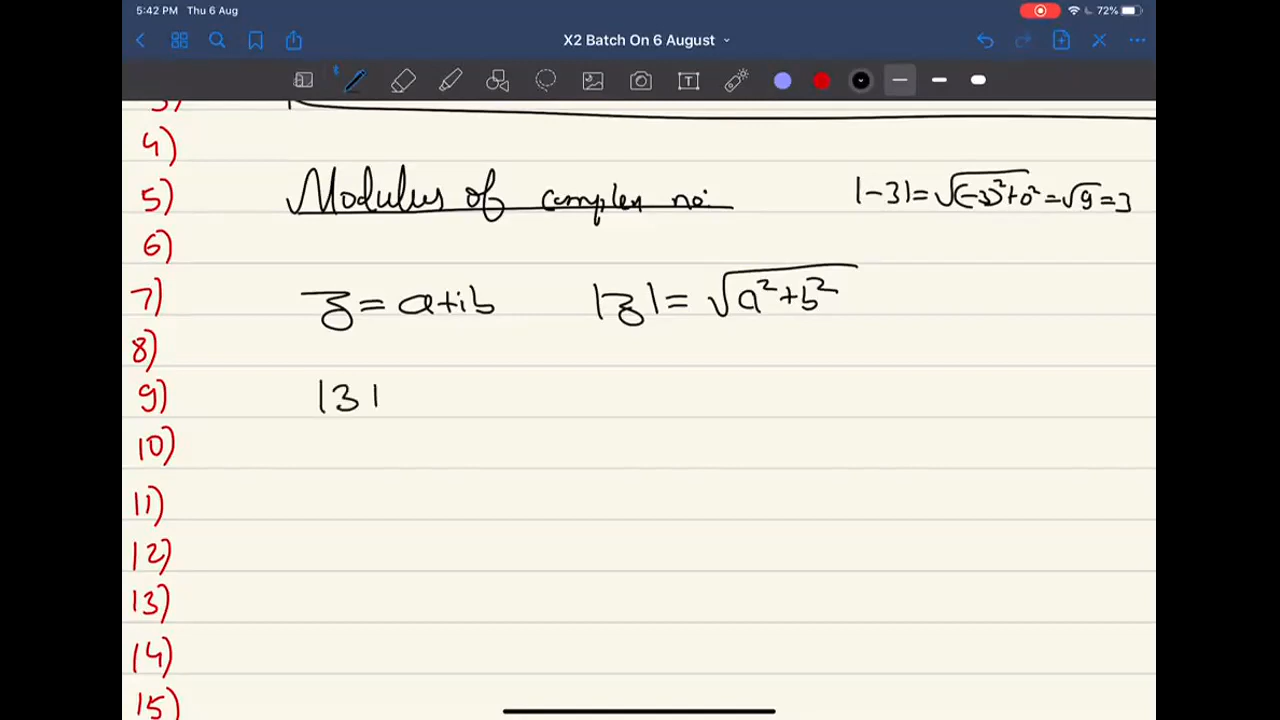 5:42 PM Thu 6 Aug
72%
X2 Batch On 6 August
T
3)
4)
5) Modulus of complex no: |-3|=√(-3)²+0²=√9=3
6)
7) z=a+ib |z|=√a²+b²
8)
9) |3|
10)
11)
12)
13)
14)
15)